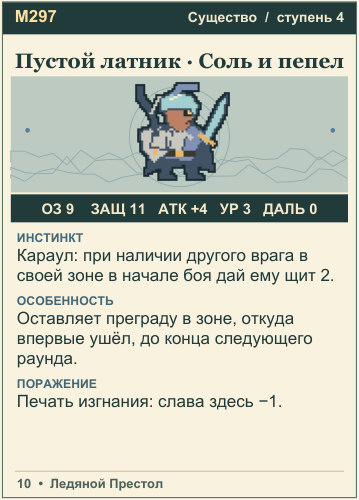 М297
Существо / ступень 4
Пустой латник · Соль и пепел
ОЗ 9 ЗАЩ 11 АТК +4 УР 3 ДАЛЬ 0
ИНСТИНКТ
Караул: при наличии другого врага в
своей зоне в начале боя дай ему щит 2.
ОСОБЕННОСТЬ
Оставляет преграду в зоне, откуда
впервые ушёл, до конца следующего
раунда.
ПОРАЖЕНИЕ
Печать изгнания: слава здесь −1.
10 • Ледяной Престол